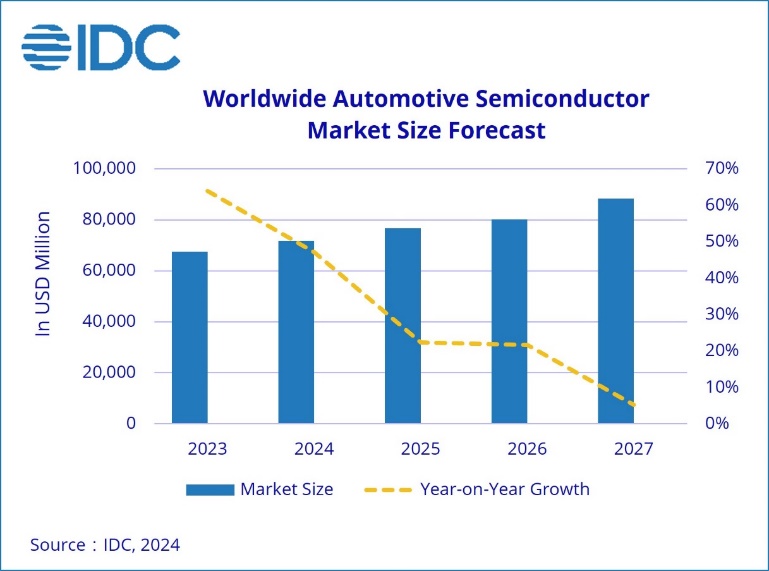 IDC
Worldwide Automotive Semiconductor
Market Size Forecast
In USD Million
100,000
80,000
60,000
40,000
20,000
0
70%
60%
50%
40%
30%
20%
10%
0%
2023 2024 2025 2026 2027
Market Size Year-on-Year Growth
Source : IDC, 2024